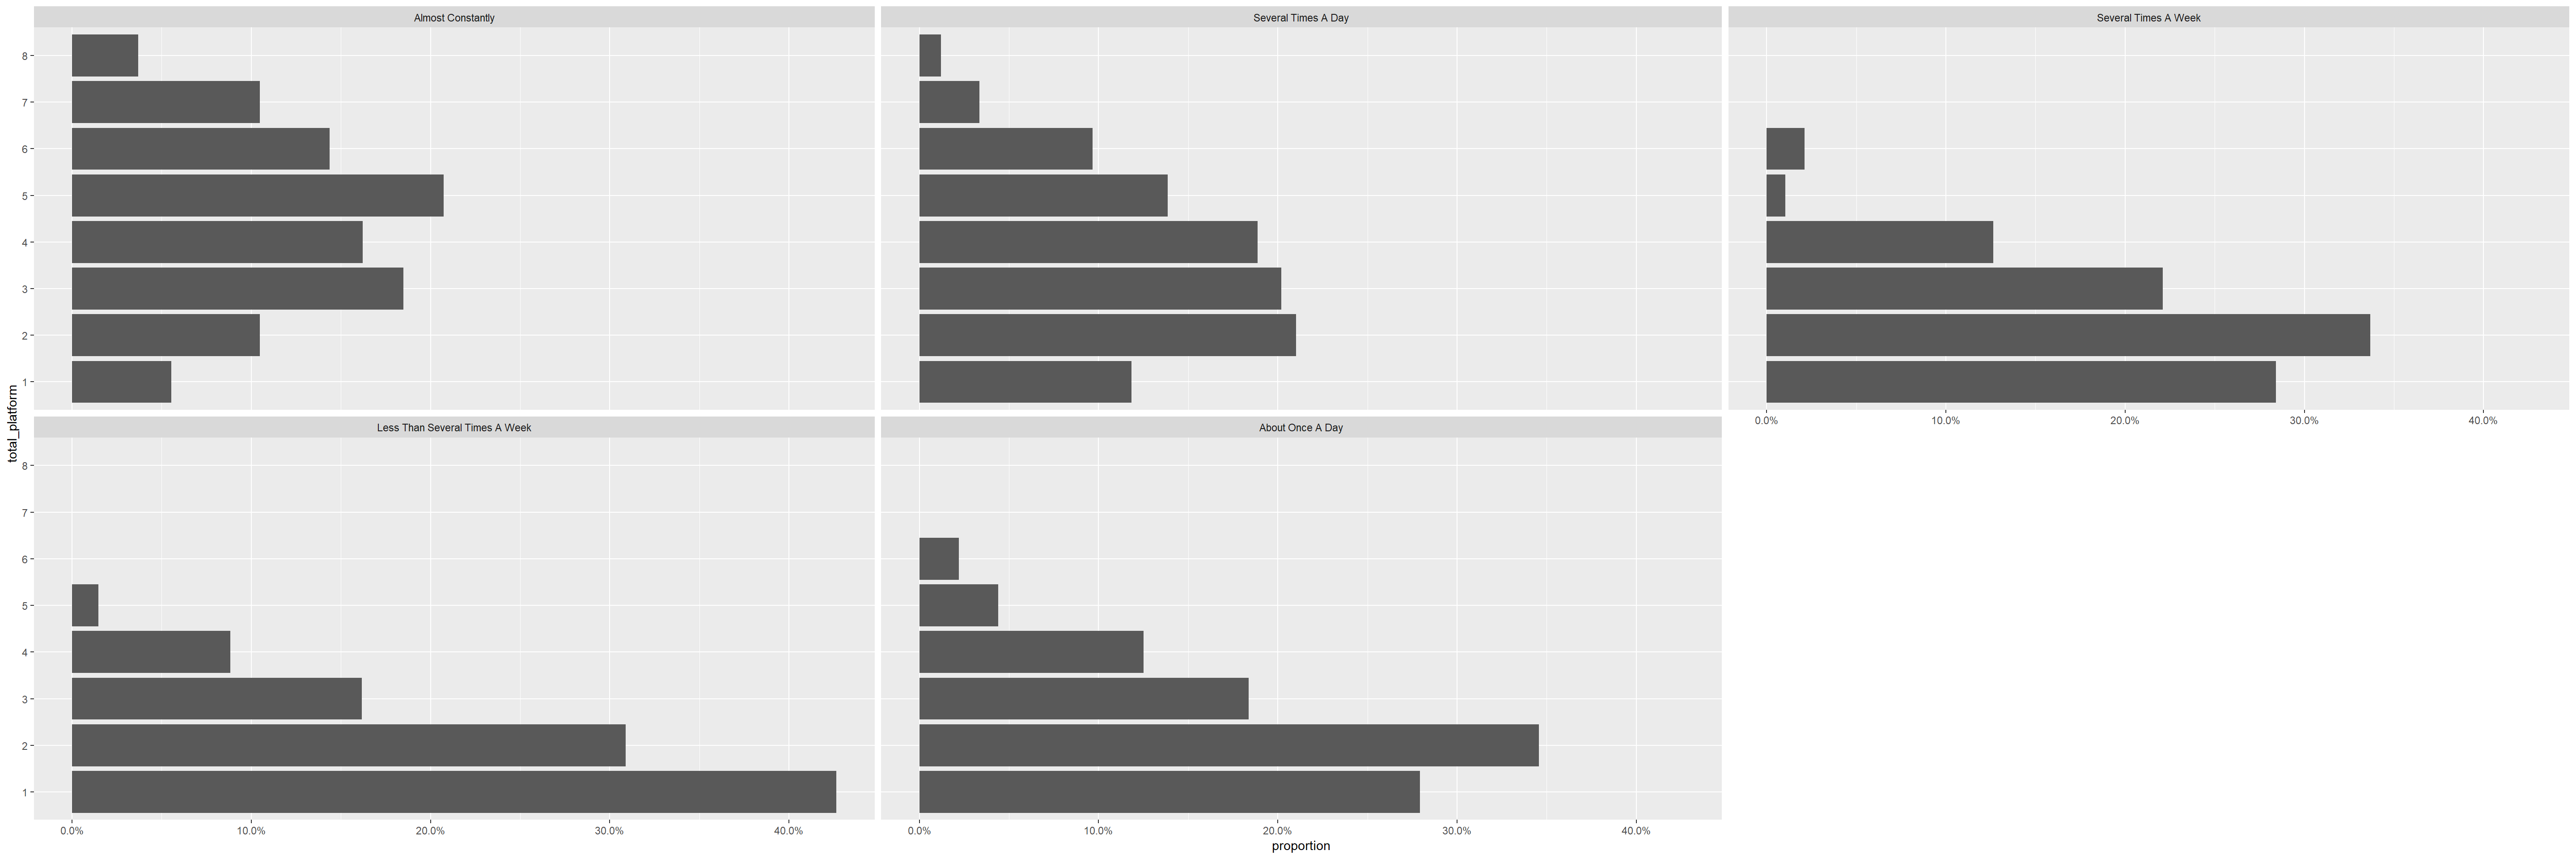 Almost Constantly
Several Times A Day
Several Times A Week
8
7
6
5
4
3
2
1
0.0% 10.0% 20.0% 30.0% 40.0%
total_platform
Less Than Several Times A Week
About Once A Day
8
7
6
5
4
3
2
1
0.0% 10.0% 20.0% 30.0% 40.0%
0.0% 10.0% 20.0% 30.0% 40.0%
proportion